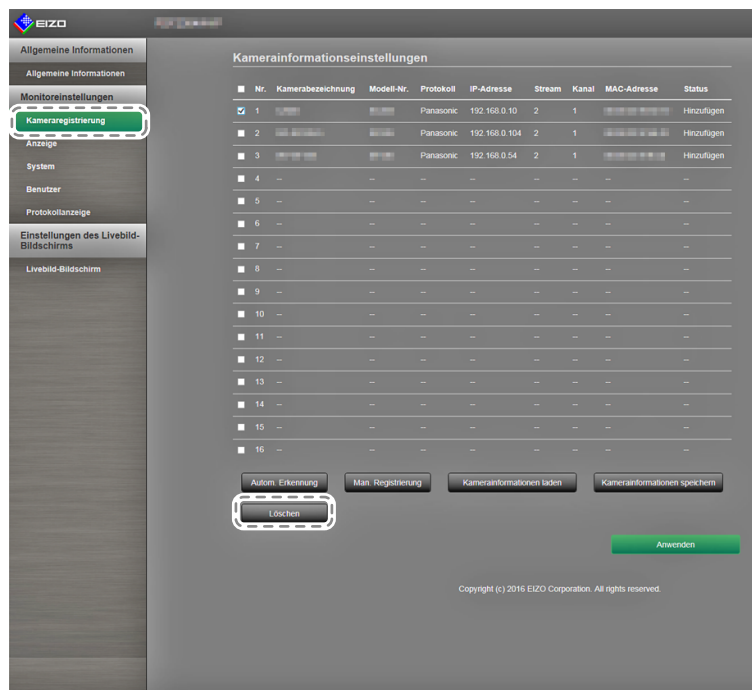 EIZO
Allgemeine Informationen
Allgemeine Informationen
Monitoreinstellungen
Kameraregistrierung
Anzeige
System
Benutzer
Protokollanzeige
Einstellungen des Livebild-
Bildschirms
Livebild-Bildschirm
Kamerainformationseinstellungen
Nr. Kamerabezeichnung Modell-Nr. Protokoll IP-Adresse Stream Kanal MAC-Adresse Status
1 Panasonic 192.168.0.10 2 1 Hinzufügen
2 Panasonic 192.168.0.104 2 1 Hinzufügen
3 Panasonic 192.168.0.54 2 1 Hinzufügen
4 -- -- -- -- -- -- -- --
5 -- -- -- -- -- -- -- --
6 -- -- -- -- -- -- -- --
7 -- -- -- -- -- -- -- --
8 -- -- -- -- -- -- -- --
9 -- -- -- -- -- -- -- --
10 -- -- -- -- -- -- -- --
11 -- -- -- -- -- -- -- --
12 -- -- -- -- -- -- -- --
13 -- -- -- -- -- -- -- --
14 -- -- -- -- -- -- -- --
15 -- -- -- -- -- -- -- --
16 -- -- -- -- -- -- -- --
Autom. Erkennung Man. Registrierung Kamerainformationen laden Kamerainformationen speichern
Löschen
Anwenden
Copyright (c) 2016 EIZO Corporation. All rights reserved.